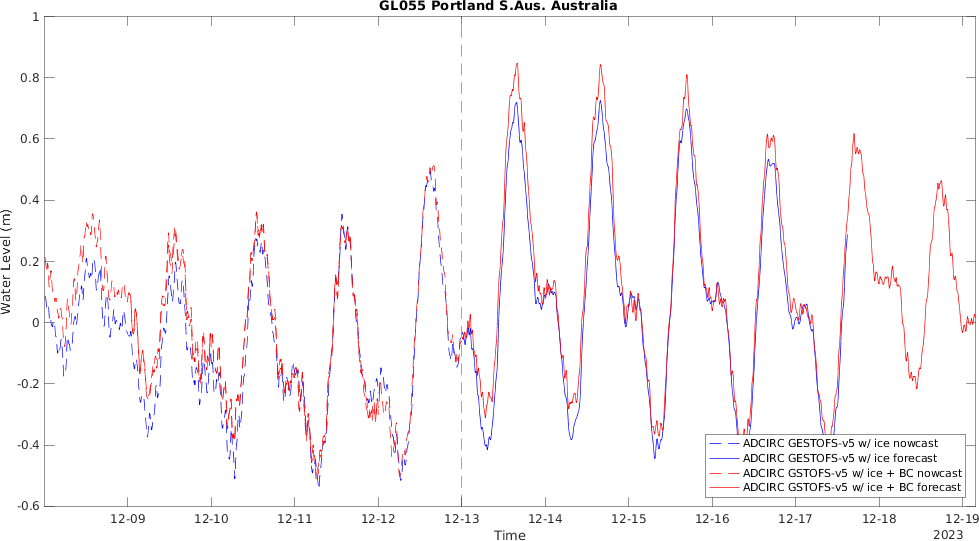 GL055 Portland S.Aus. Australia
1
0.8
0.6
0.4
0.2
0
-0.2
-0.4
-0.6
Water Level (m)
ADCIRC GESTOFS-v5 w/ ice nowcast
ADCIRC GESTOFS-v5 w/ ice forecast
ADCIRC GSTOFS-v5 w/ ice + BC nowcast
ADCIRC GSTOFS-v5 w/ ice + BC forecast
12-09 12-10 12-11 12-12 12-13 12-14 12-15 12-16 12-17 12-18 12-19
Time
2023